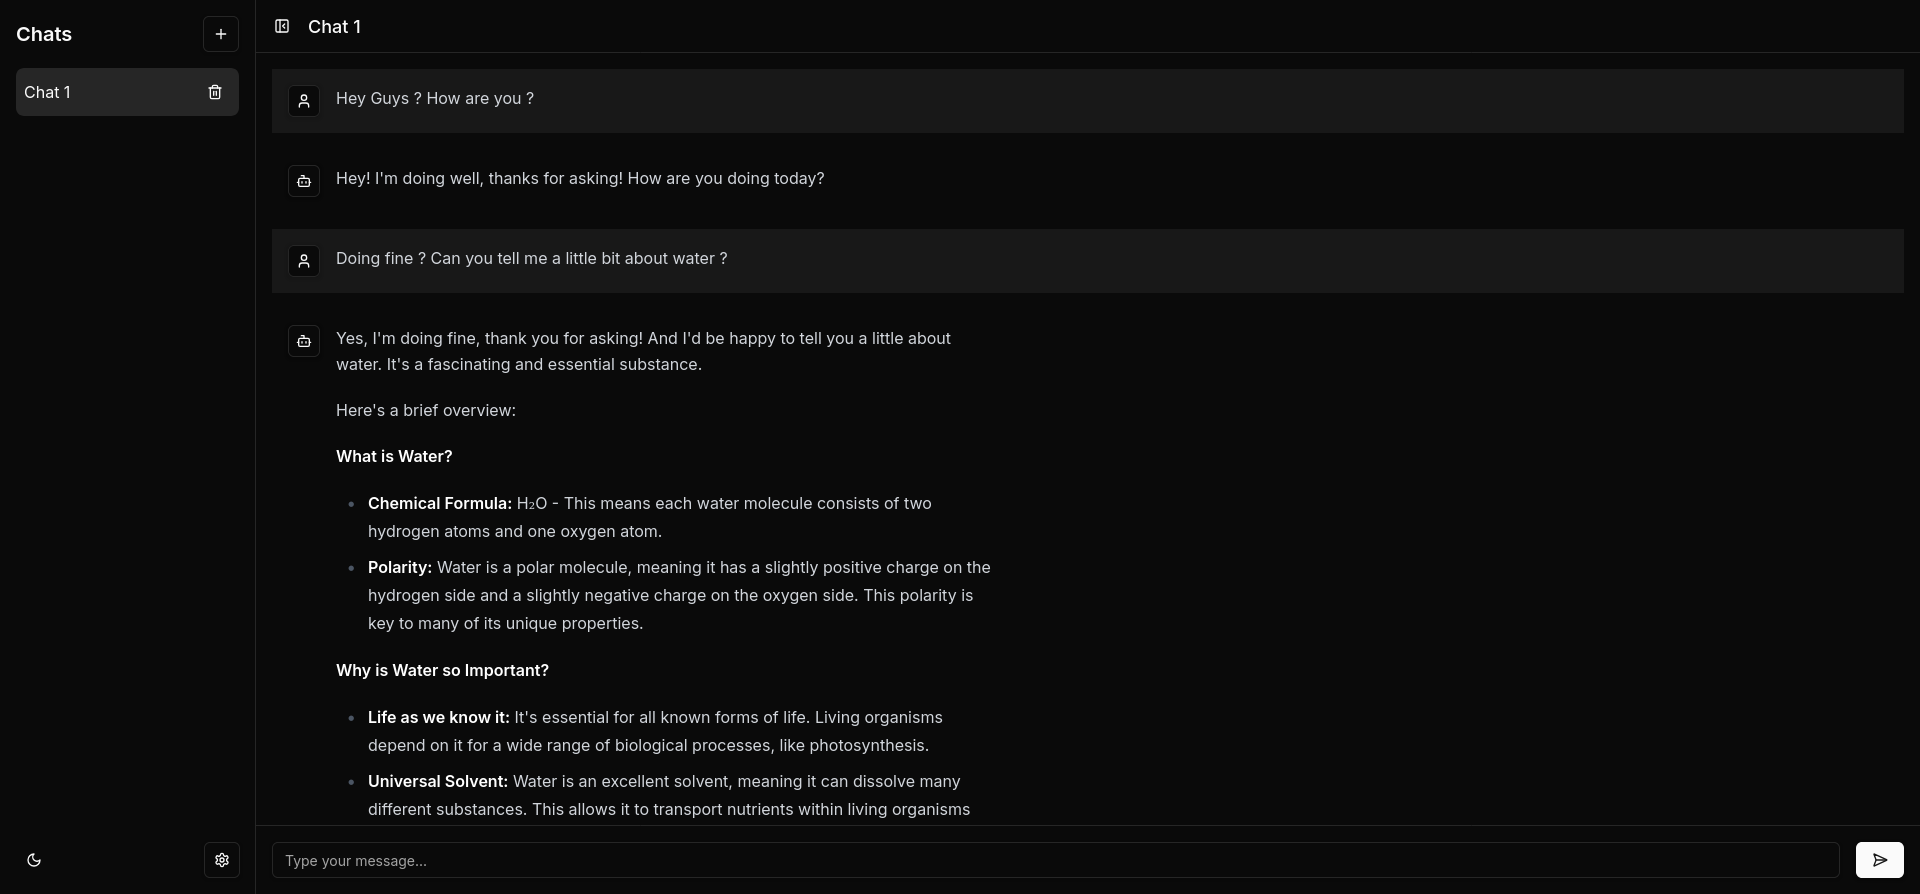 Chats
Chat 1
Chat 1
Hey Guys ? How are you ?
Hey! I'm doing well, thanks for asking! How are you doing today?
Doing fine ? Can you tell me a little bit about water ?
Yes, I'm doing fine, thank you for asking! And I'd be happy to tell you a little about
water. It's a fascinating and essential substance.
Here's a brief overview:
What is Water?
Chemical Formula: H₂O - This means each water molecule consists of two
hydrogen atoms and one oxygen atom.
Polarity: Water is a polar molecule, meaning it has a slightly positive charge on the
hydrogen side and a slightly negative charge on the oxygen side. This polarity is
key to many of its unique properties.
Why is Water so Important?
Life as we know it: It's essential for all known forms of life. Living organisms
depend on it for a wide range of biological processes, like photosynthesis.
Universal Solvent: Water is an excellent solvent, meaning it can dissolve many
different substances. This allows it to transport nutrients within living organisms
Type your message...